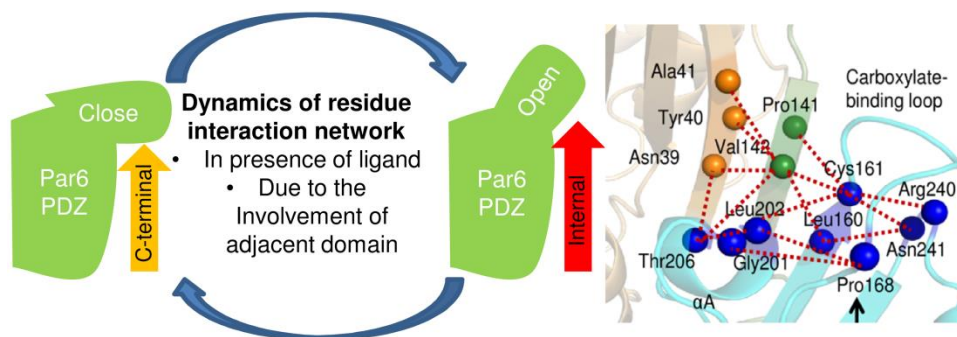 Close
Par6
PDZ
C-terminal
Dynamics of residue
interaction network
• In presence of ligand
• Due to the
Involvement of
adjacent domain
Open
Par6
PDZ
Internal
Ala41
Tyr40
Asn39
Pro141
Val142
Carboxylate-
binding loop
Cys161
Arg240
Leu202
Leu160
Asn241
Thr206
Gly201
Pro168
αA